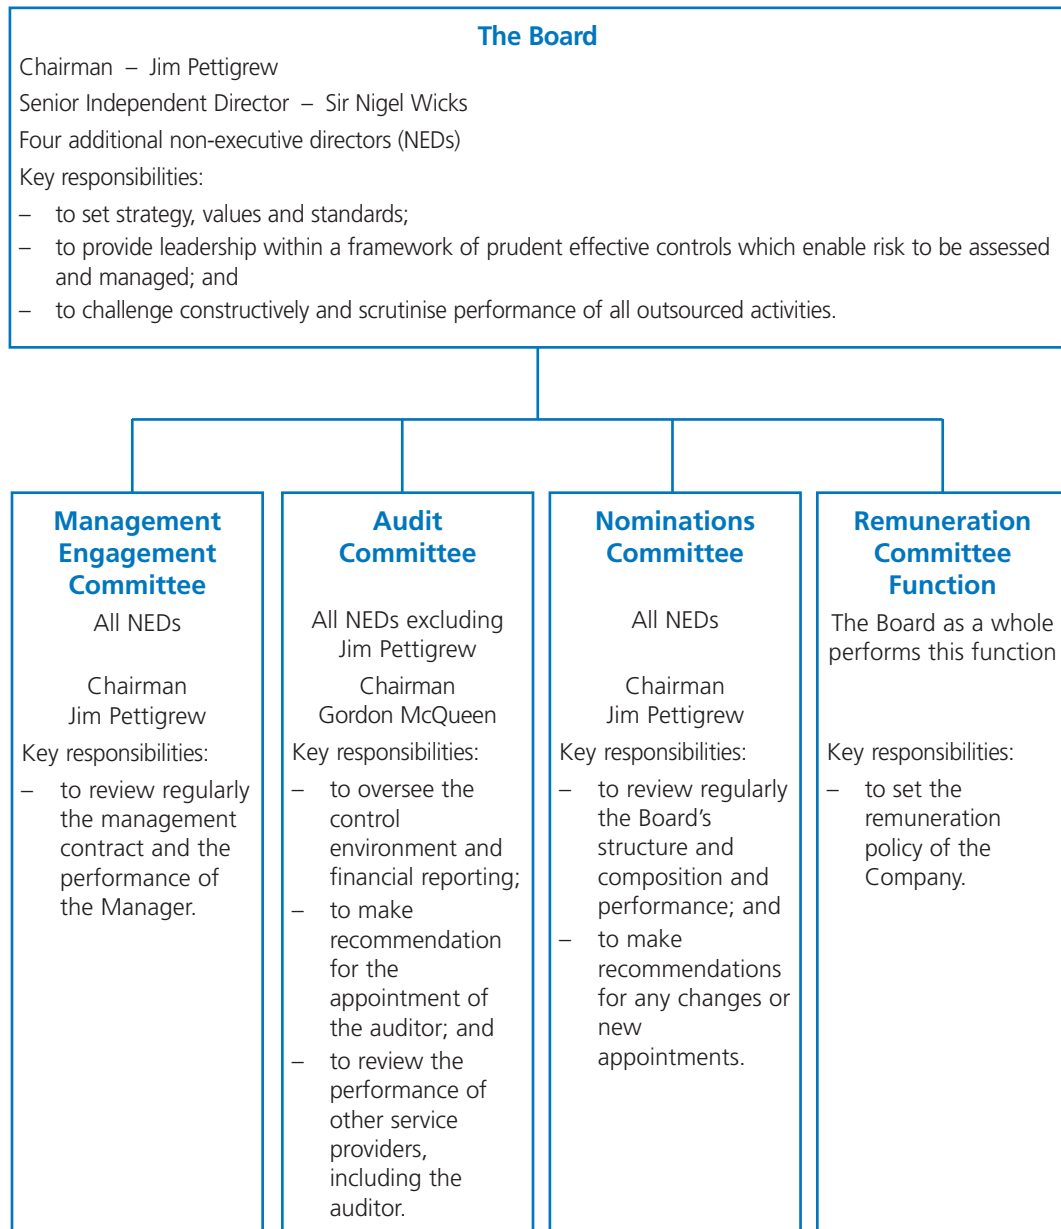 The Board
Chairman – Jim Pettigrew
Senior Independent Director – Sir Nigel Wicks
Four additional non-executive directors (NEDs)
Key responsibilities:
– to set strategy, values and standards;
– to provide leadership within a framework of prudent effective controls which enable risk to be assessed
and managed; and
– to challenge constructively and scrutinise performance of all outsourced activities.
Management
Engagement
Committee
All NEDs
Chairman
Jim Pettigrew
Key responsibilities:
– to review regularly
the management
contract and the
performance of
the Manager.
Audit
Committee
All NEDs excluding
Jim Pettigrew
Chairman
Gordon McQueen
Key responsibilities:
– to oversee the
control
environment and
financial reporting;
– to make
recommendation
for the
appointment of
the auditor; and
– to review the
performance of
other service
providers,
including the
auditor.
Nominations
Committee
All NEDs
Chairman
Jim Pettigrew
Key responsibilities:
– to review regularly
the Board's
structure and
composition and
performance; and
– to make
recommendations
for any changes or
new
appointments.
Remuneration
Committee
Function
The Board as a whole
performs this function
Key responsibilities:
– to set the
remuneration
policy of the
Company.